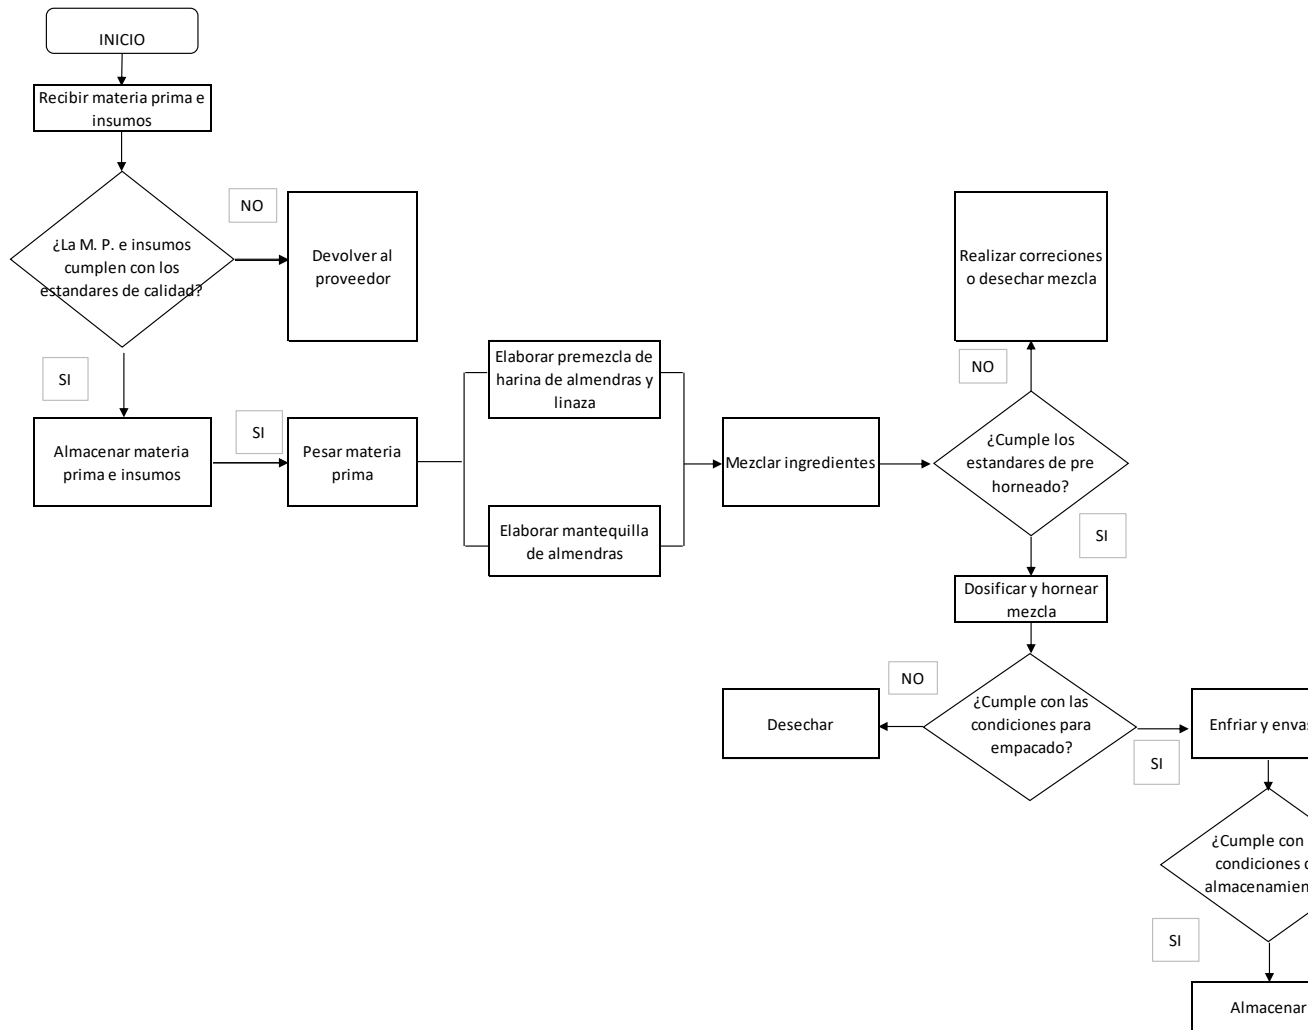 INICIO
Recibir materia prima e
insumos
¿La M. P. e insumos
cumplen con los
estandares de calidad?
NO
Devolver al
proveedor
SI
Almacenar materia
prima e insumos
SI
Pesar materia
prima
Elaborar premezcla de
harina de almendras y
linaza
Elaborar mantequilla
de almendras
Mezclar ingredientes
¿Cumple los
estandares de pre
horneado?
NO
Realizar correciones
o desechar mezcla
SI
Dosificar y hornear
mezcla
¿Cumple con las
condiciones para
empacado?
NO
Desechar
SI
Enfriar y
¿Cumple con
condiciones
SI
Almacenar